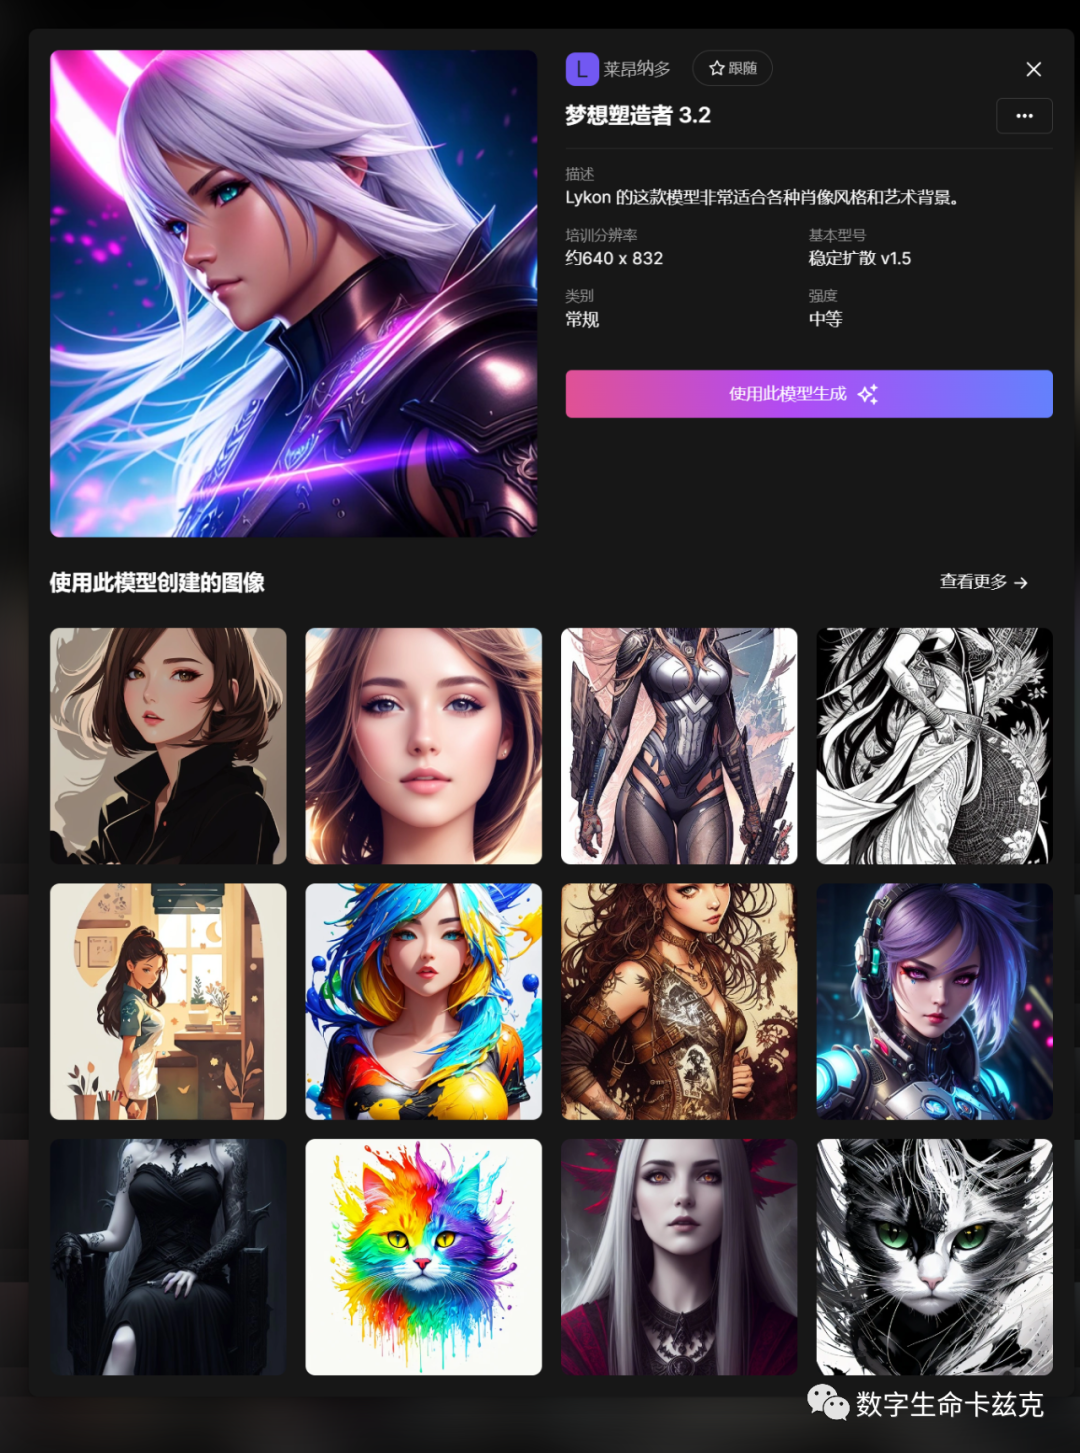 L 莱昂纳多 跟随
梦想塑造者 3.2
描述
Lykon 的这款模型非常适合各种肖像风格和艺术背景。
培训分辨率 基本型号
约640 x 832 稳定扩散 v1.5
类别 强度
常规 中等
使用此模型生成
使用此模型创建的图像 查看更多 →
数字生命卡兹克